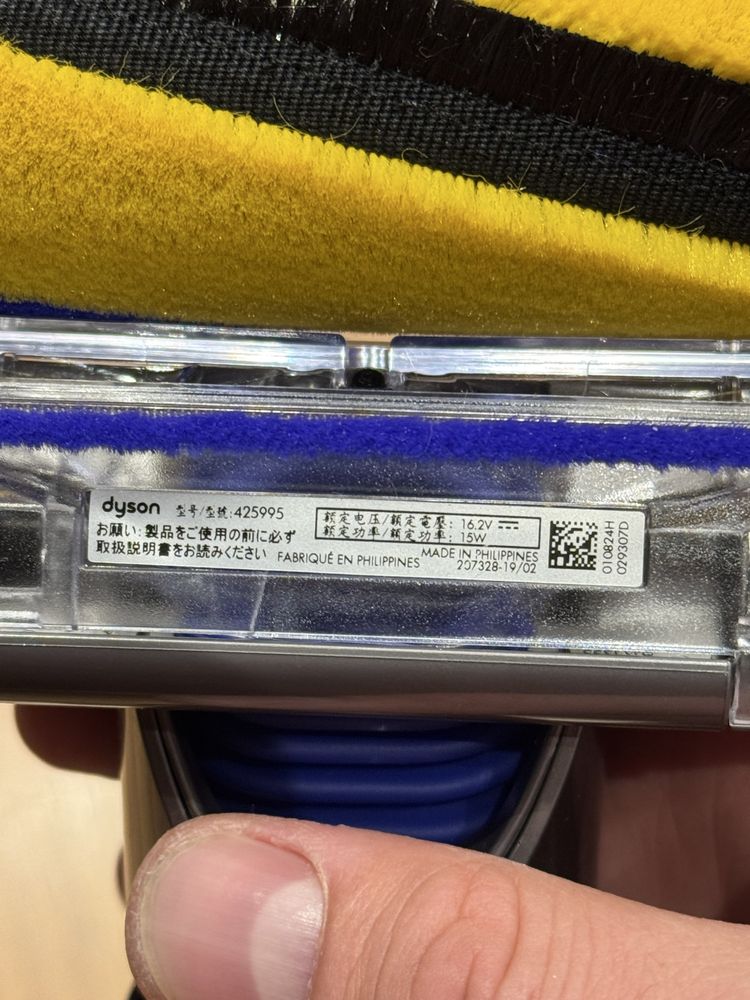 dyson 型号/型號:425995
お願い:製品をご使用の前に必ず
取扱説明書をお読みください
FABRIQUÉ EN PHILIPPINES
额定电压/額定電壓: 16.2V
额定功率/額定功率: 15W
MADE IN PHILIPPINES
207328-19/02
010824H
029307D